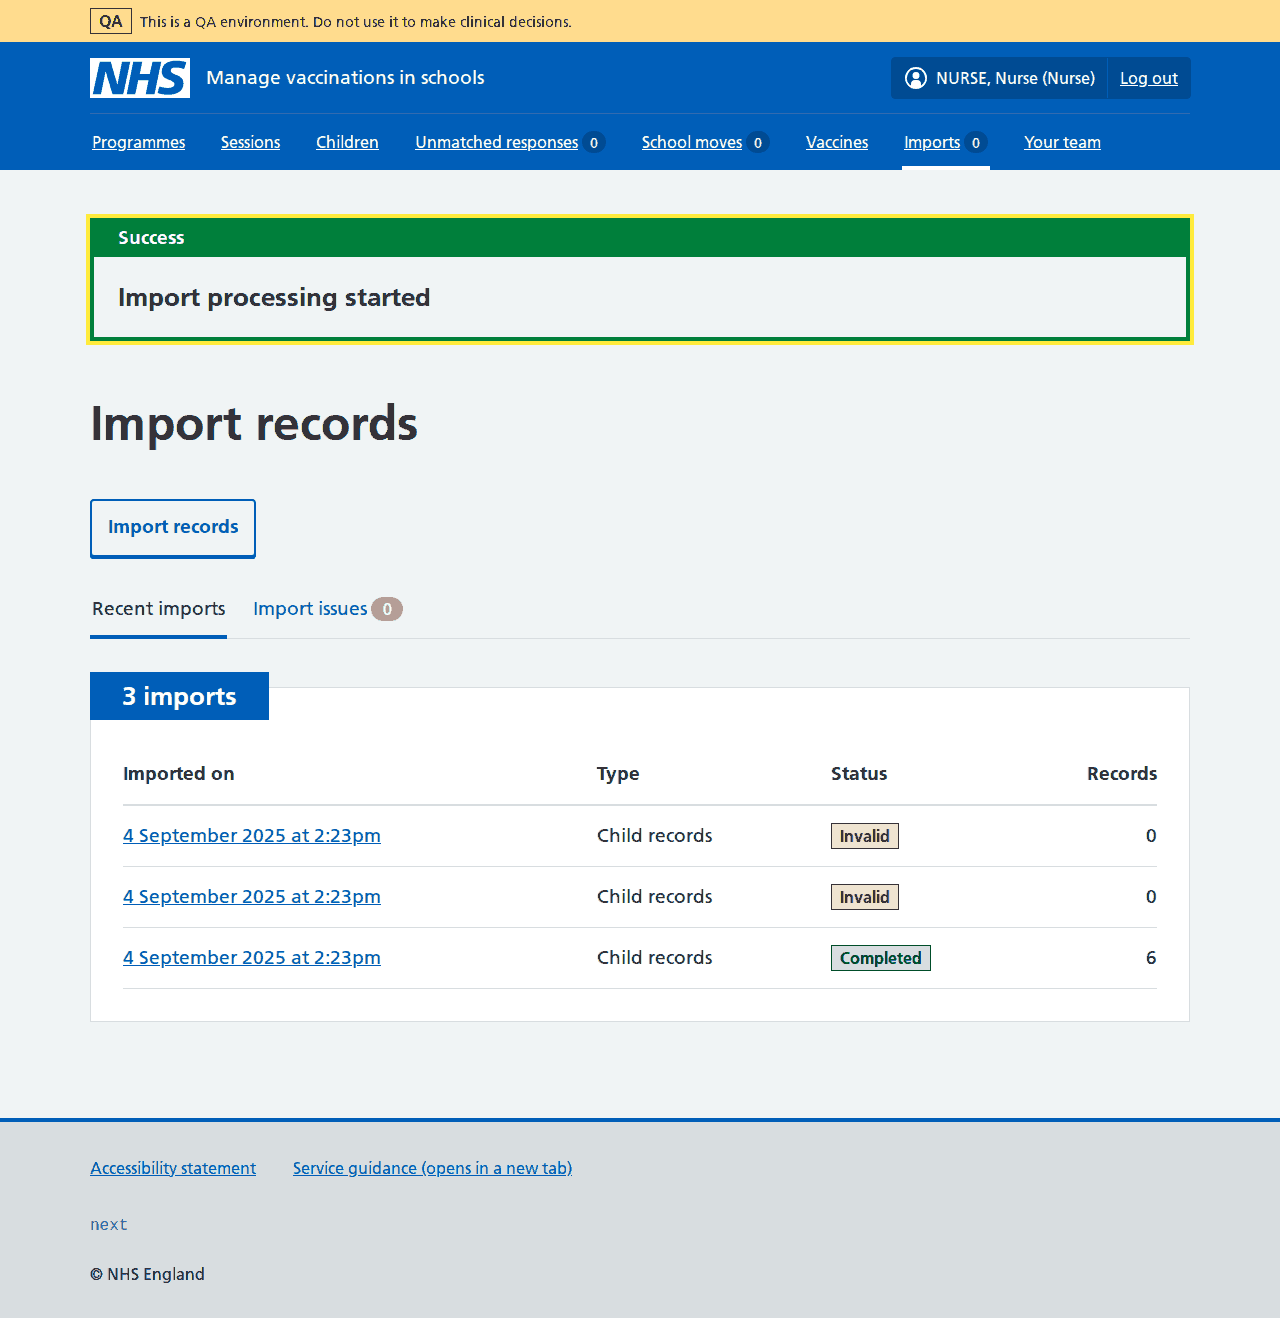 QA This is a QA environment. Do not use it to make clinical decisions.
NHS Manage vaccinations in schools NURSE, Nurse (Nurse) Log out
Programmes Sessions Children Unmatched responses 0 School moves 0 Vaccines Imports 0 Your team
Success
Import processing started
Import records
Import records
Recent imports Import issues 0
3 imports
Imported on Type Status Records
4 September 2025 at 2:23pm Child records Invalid 0
4 September 2025 at 2:23pm Child records Invalid 0
4 September 2025 at 2:23pm Child records Completed 6
Accessibility statement Service guidance (opens in a new tab)
next
© NHS England